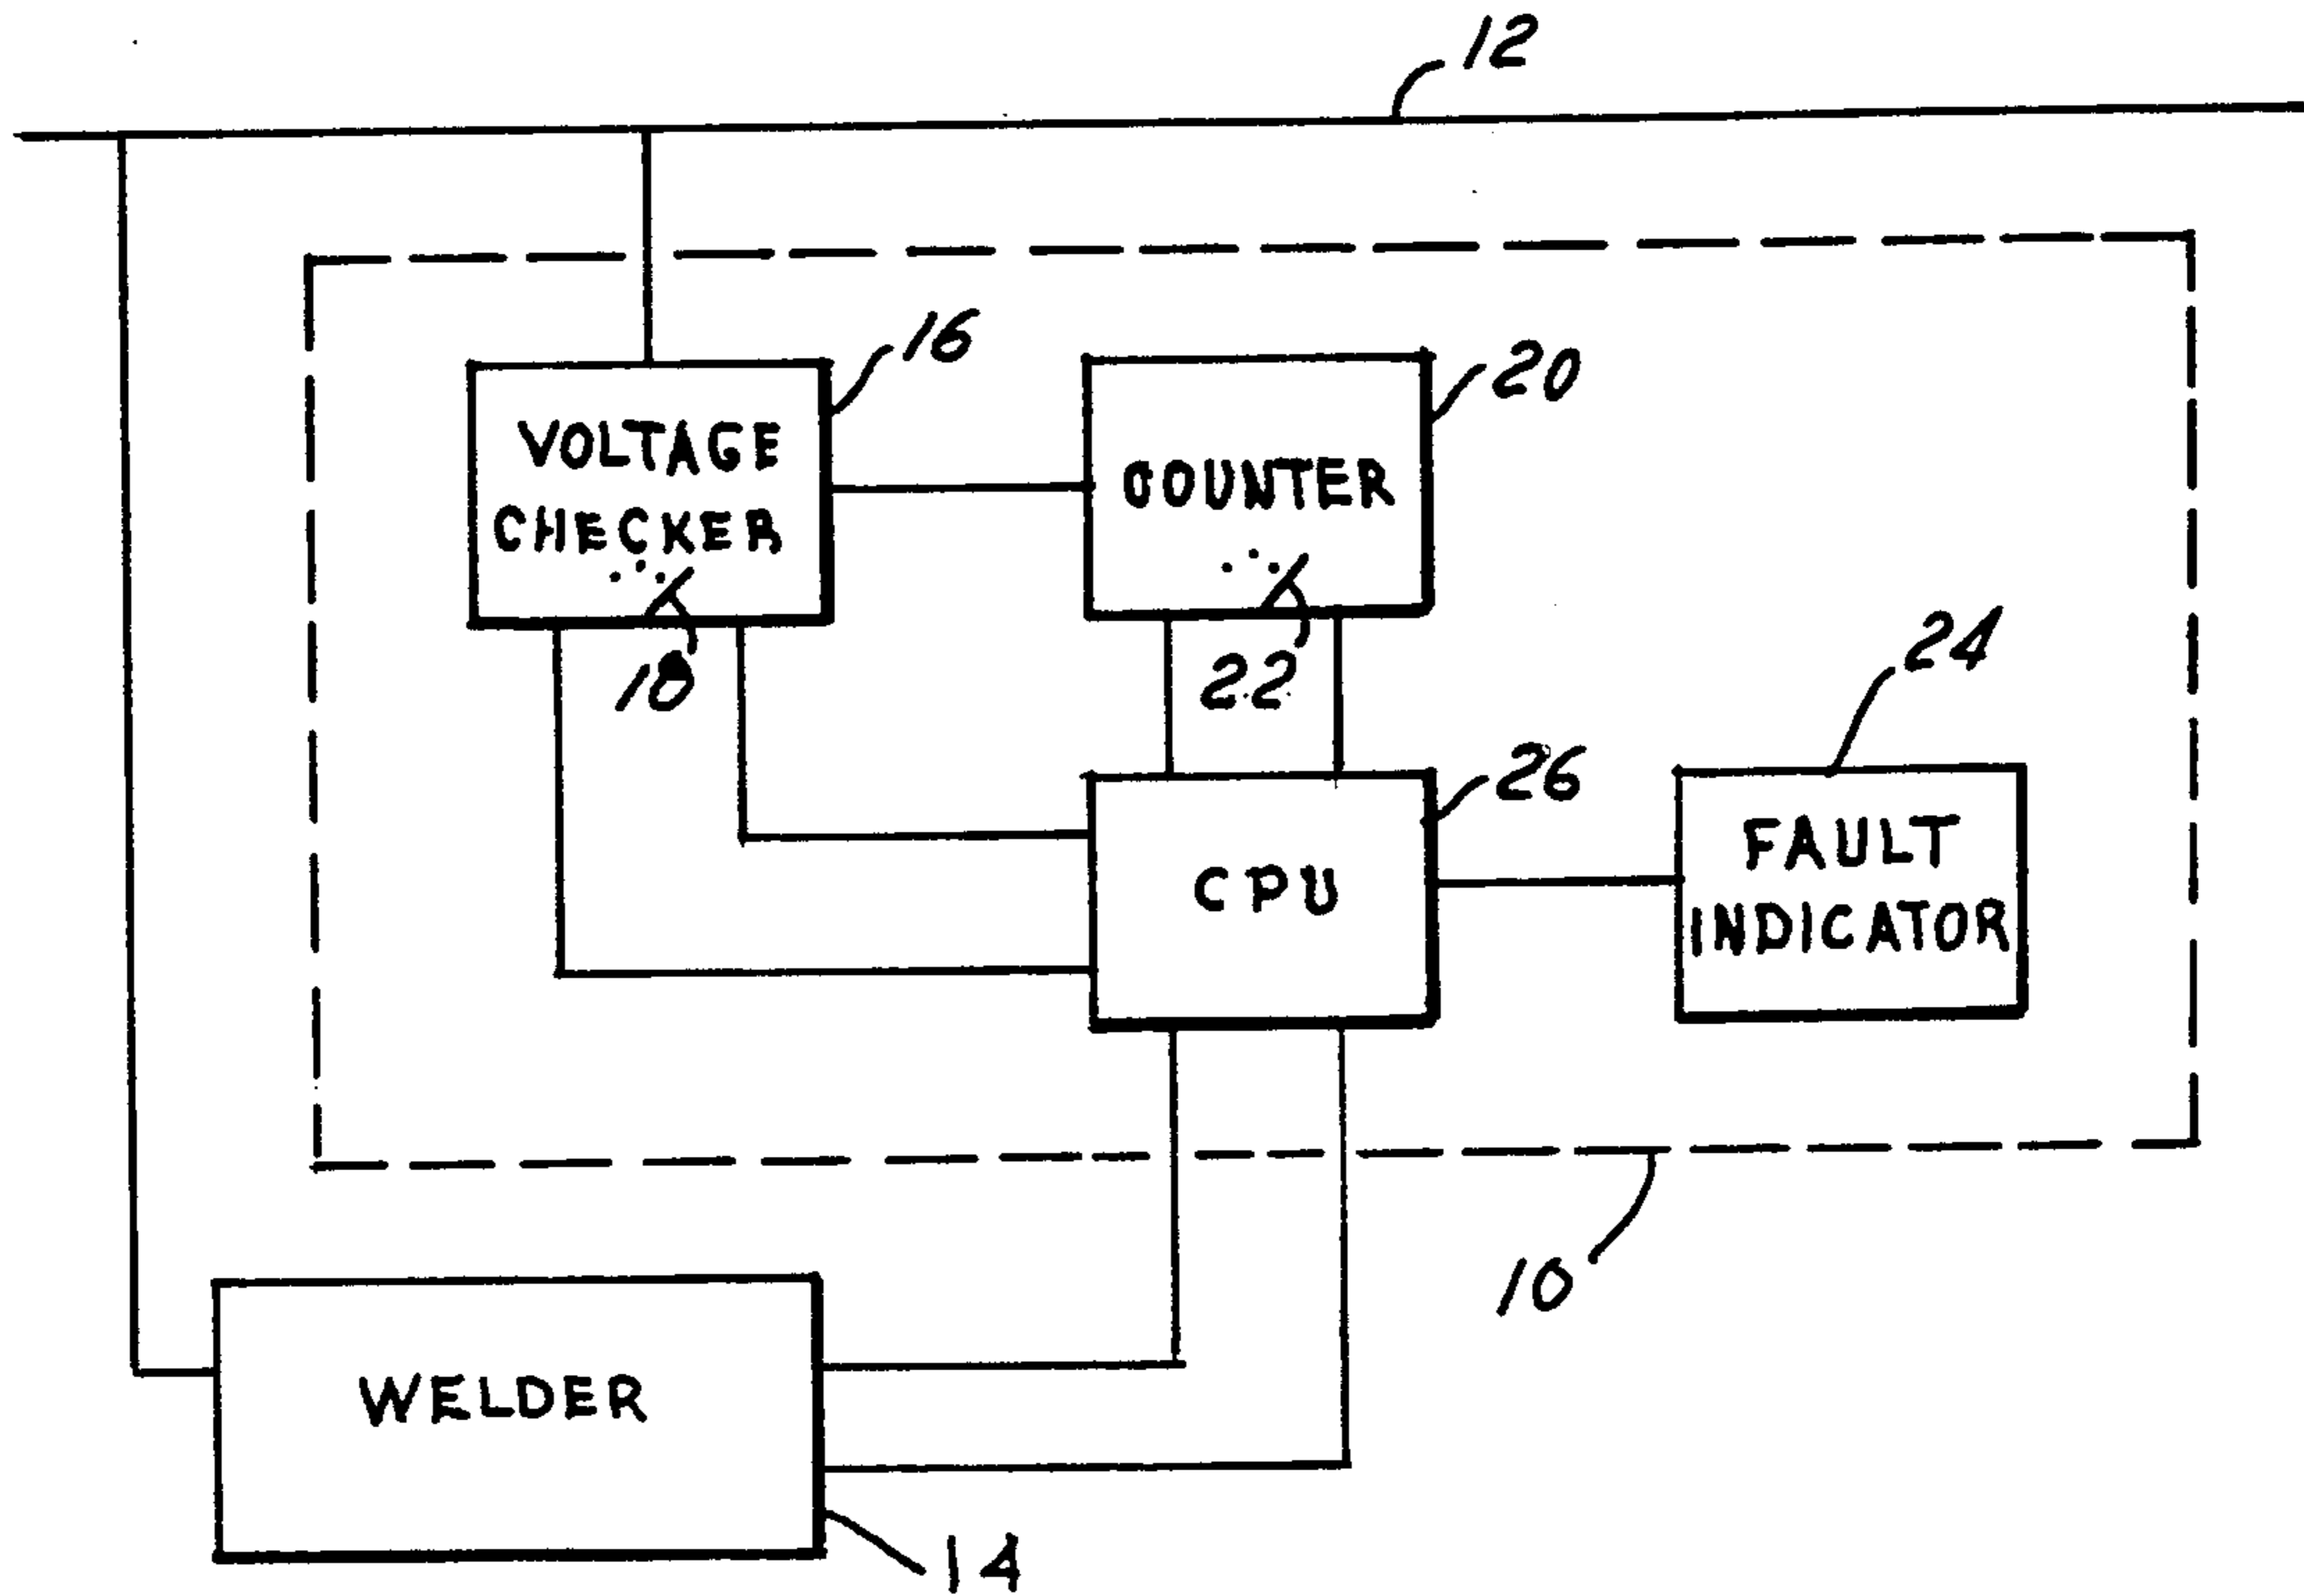 12
16
20
VOLTAGE
CHECKER
COUNTER
18
22
24
26
CPU
FAULT
INDICATOR
10
WELDER
14